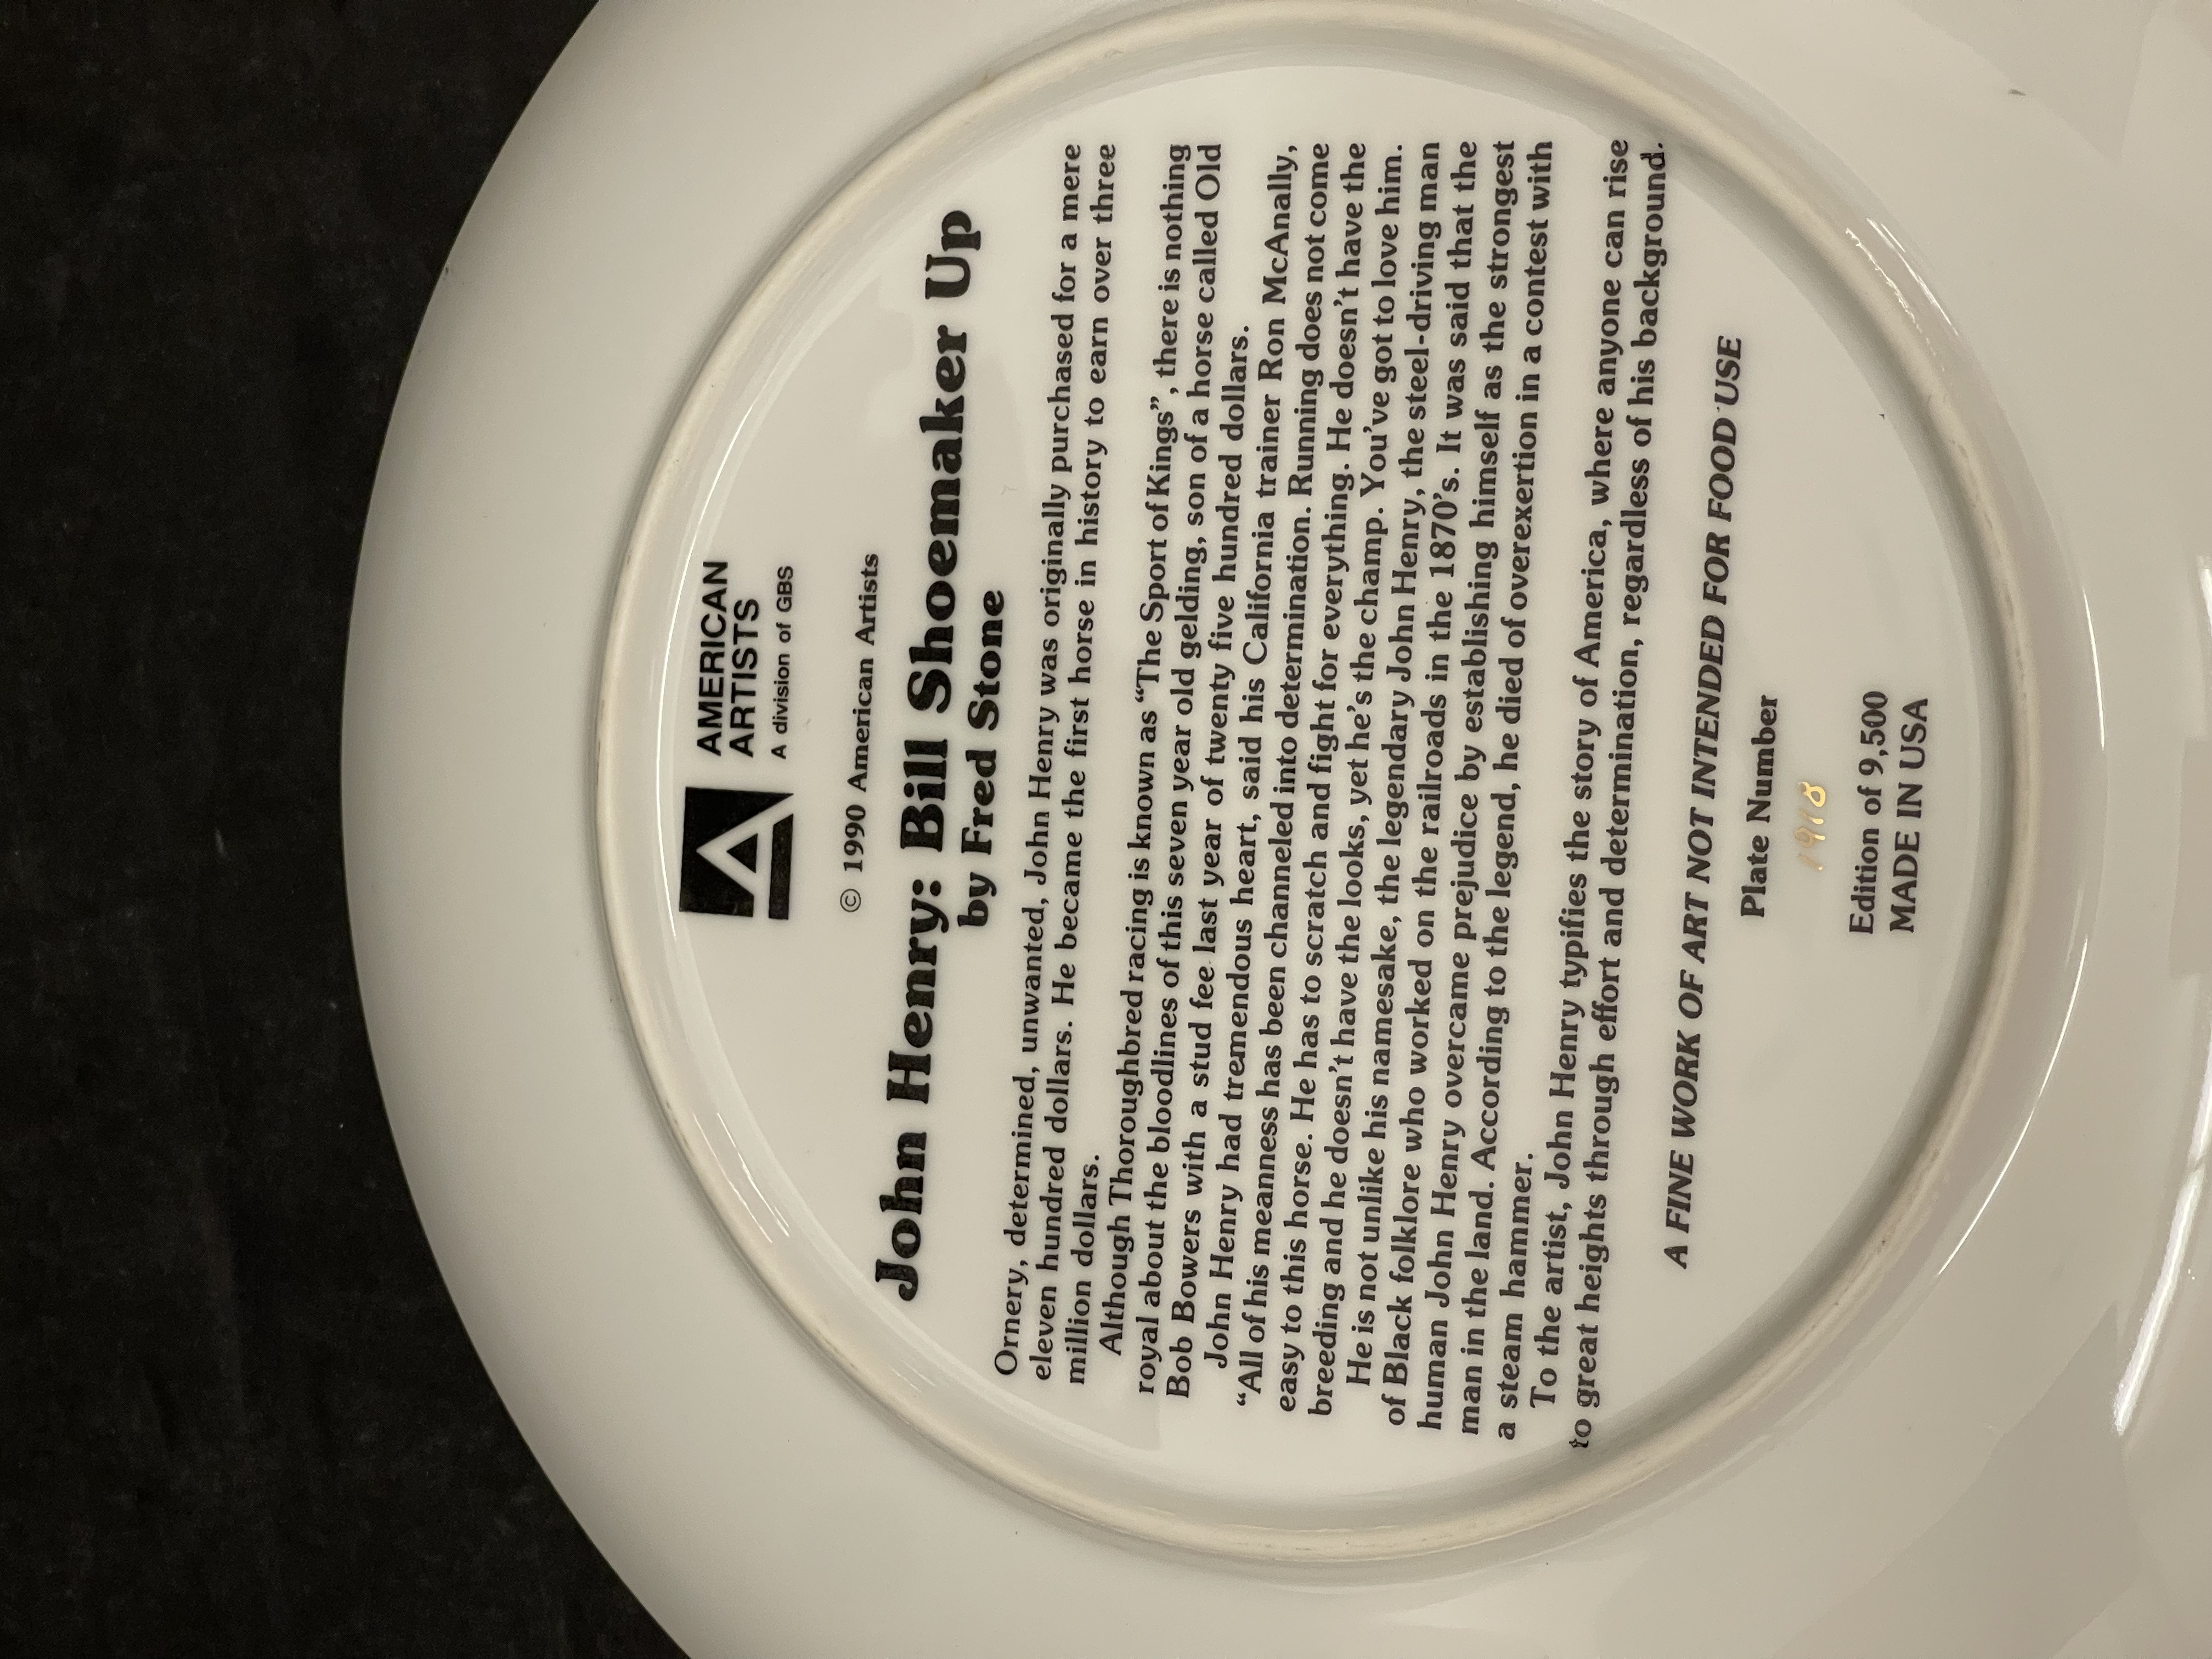 AMERICAN
ARTISTS
A division of GBS
© 1990 American Artists
John Henry: Bill Shoemaker Up
by Fred Stone
Ornery, determined, unwanted, John Henry was originally purchased for a mere
eleven hundred dollars. He became the first horse in history to earn over three
million dollars.
Although Thoroughbred racing is known as “The Sport of Kings”, there is nothing
royal about the bloodlines of this seven year old gelding, son of a horse called Old
Bob Bowers with a stud fee last year of twenty five hundred dollars.
John Henry had tremendous heart, said his California trainer Ron McAnally,
“All of his meanness has been channeled into determination. Running does not come
easy to this horse. He has to scratch and fight for everything. He doesn’t have the
breeding and he doesn’t have the looks, yet he’s the champ. You’ve got to love him.
He is not unlike his namesake, the legendary John Henry, the steel-driving man
of Black folklore who worked on the railroads in the 1870’s. It was said that the
human John Henry overcame prejudice by establishing himself as the strongest
man in the land. According to the legend, he died of overexertion in a contest with
a steam hammer.
To the artist, John Henry typifies the story of America, where anyone can rise
to great heights through effort and determination, regardless of his background.
A FINE WORK OF ART NOT INTENDED FOR FOOD USE
Plate Number
Edition of 9,500
MADE IN USA